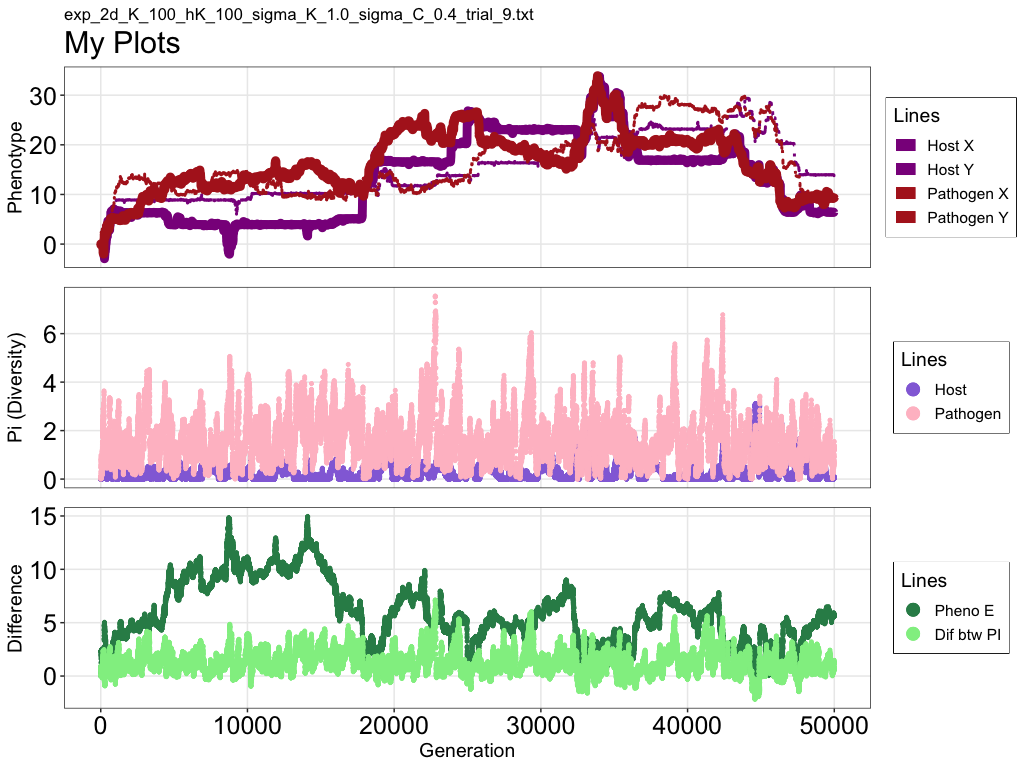 exp_2d_K_100_hK_100_sigma_K_1.0_sigma_C_0.4_trial_9.txt
My Plots
Phenotype
30
20
10
0
Lines
Host X
Host Y
Pathogen X
Pathogen Y
Pi (Diversity)
6
4
2
0
Lines
Host
Pathogen
Difference
15
10
5
0
Lines
Pheno E
Dif btw PI
0 10000 20000 30000 40000 50000
Generation